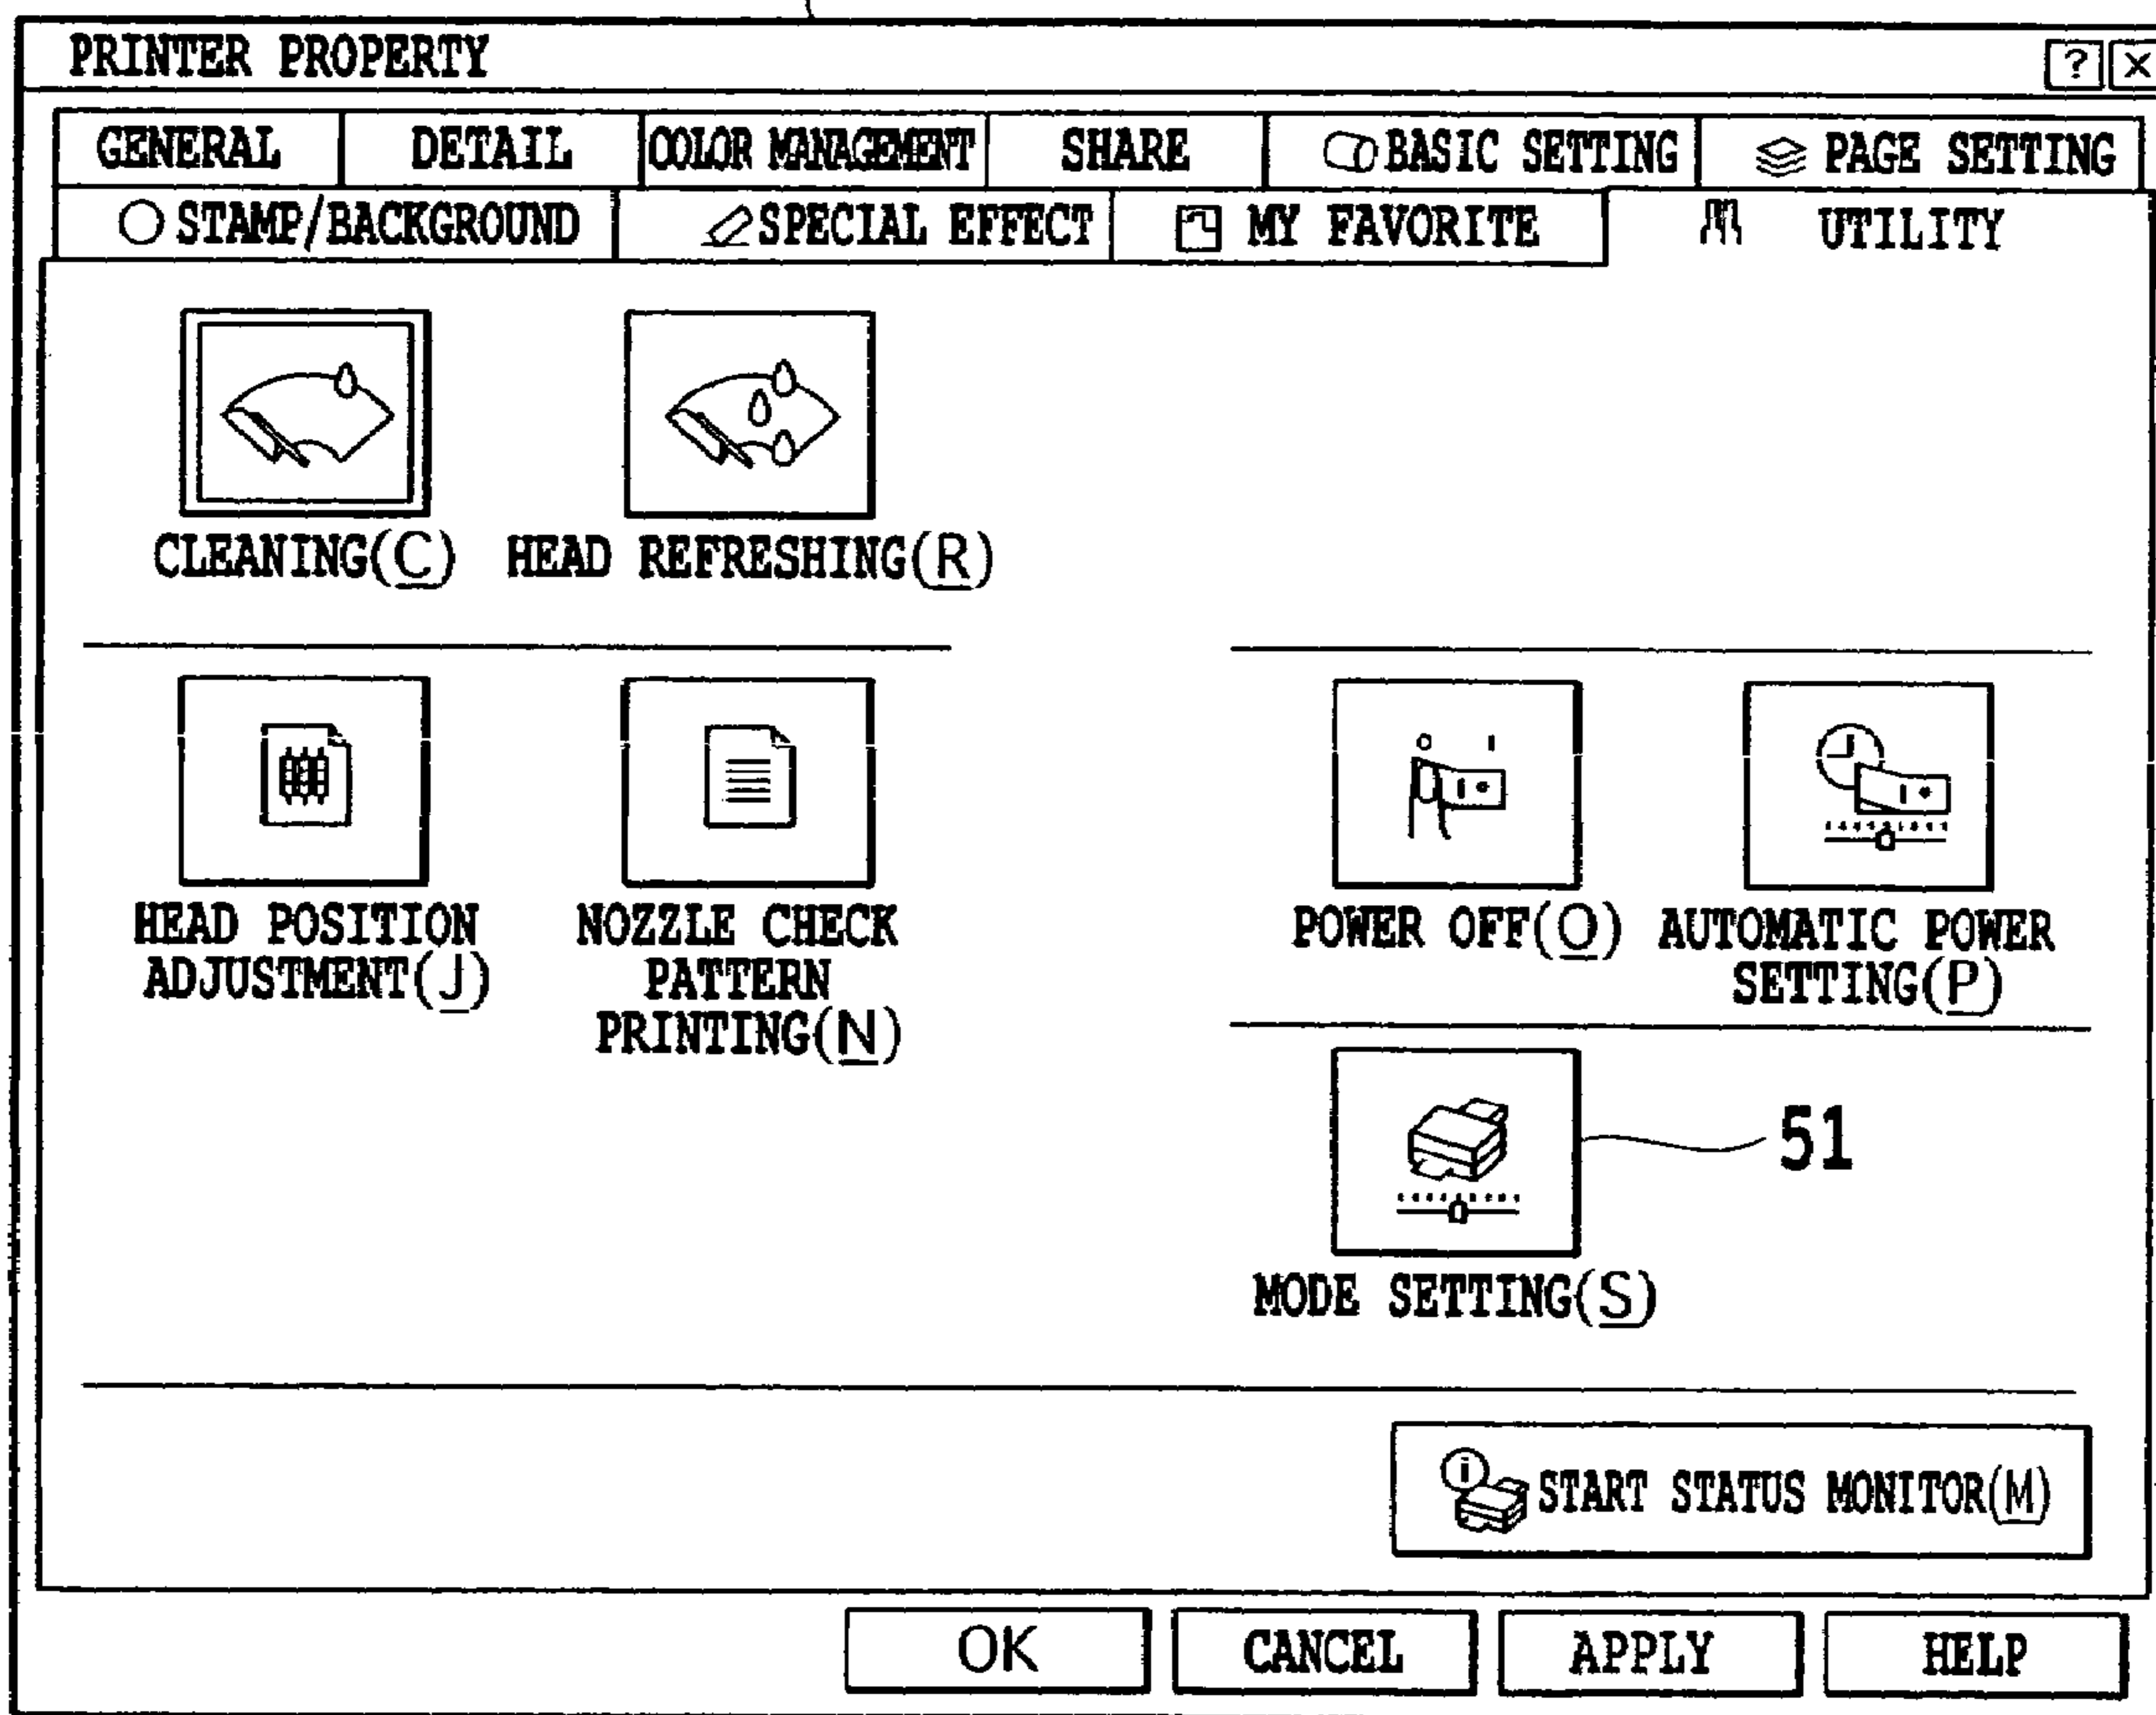 PRINTER PROPERTY ? X
GENERAL DETAIL COLOR MANAGEMENT SHARE BASIC SETTING PAGE SETTING
STAMP/BACKGROUND SPECIAL EFFECT MY FAVORITE UTILITY
CLEANING(C) HEAD REFRESHING(R)
HEAD POSITION
ADJUSTMENT(J)
NOZZLE CHECK
PATTERN
PRINTING(N)
POWER OFF(O)
AUTOMATIC POWER
SETTING(P)
51
MODE SETTING(S)
START STATUS MONITOR(M)
OK CANCEL APPLY HELP